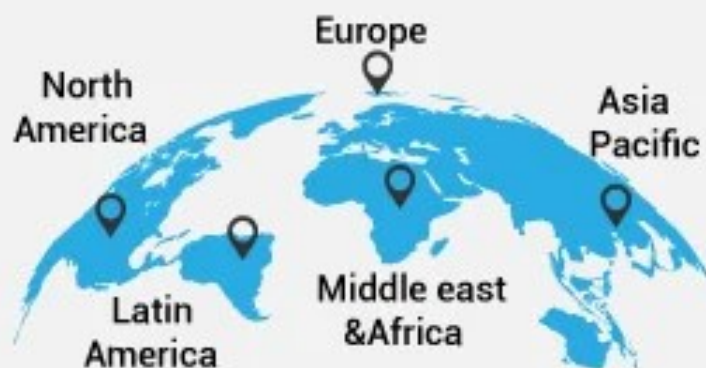 Europe
North
America
Asia
Pacific
Latin
America
Middle east
&Africa